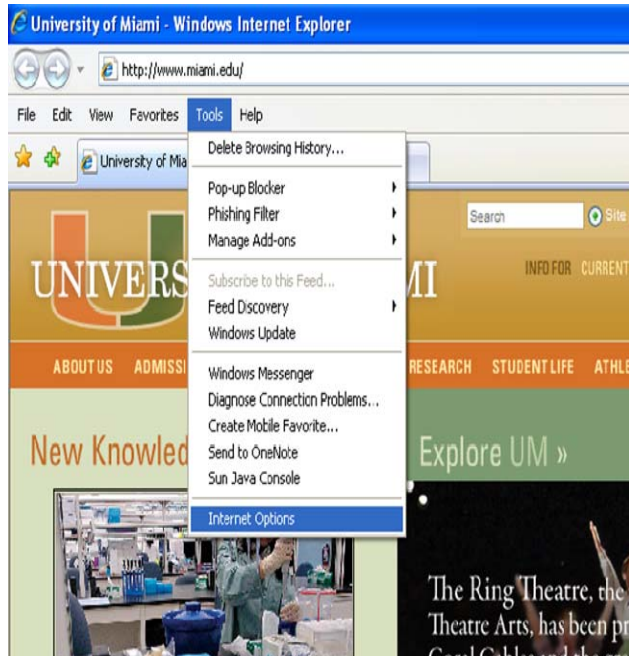 University of Miami - Windows Internet Explorer
http://www.miami.edu/
File Edit View Favorites Tools Help
University of Mia
Delete Browsing History...
Pop-up Blocker
Phishing Filter
Manage Add-ons
Subscribe to this Feed...
Feed Discovery
Windows Update
Windows Messenger
Diagnose Connection Problems...
Create Mobile Favorite...
Send to OneNote
Sun Java Console
Internet Options
Search Site
INFO FOR CURRENT
U
UNIVERS MI
ABOUT US ADMISSI RESEARCH STUDENT LIFE ATHLE
New Knowled
Explore UM »
The Ring Theatre, the
Theatre Arts, has been pr